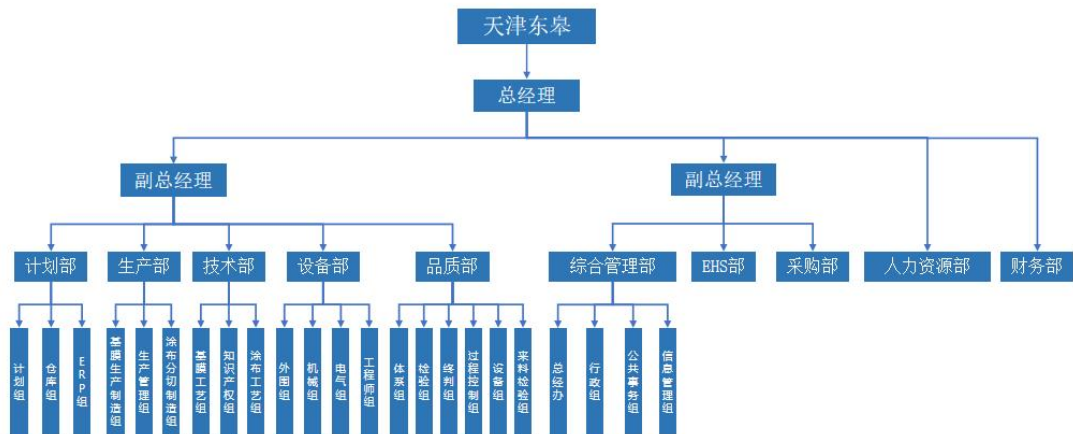 天津东皋
总经理
副总经理
副总经理
计划部
生产部
技术部
设备部
品质部
综合管理部
EHS部
采购部
人力资源部
财务部
计划组
仓库组
ERP组
基膜生产制造组
生产管理组
涂布分切制造组
基膜工艺组
知识产权组
涂布工艺组
外围组
机械组
电气组
工程师组
体系组
检验组
终判组
过程控制组
设备组
来料检验组
总经办
行政组
公共事务组
信息管理组